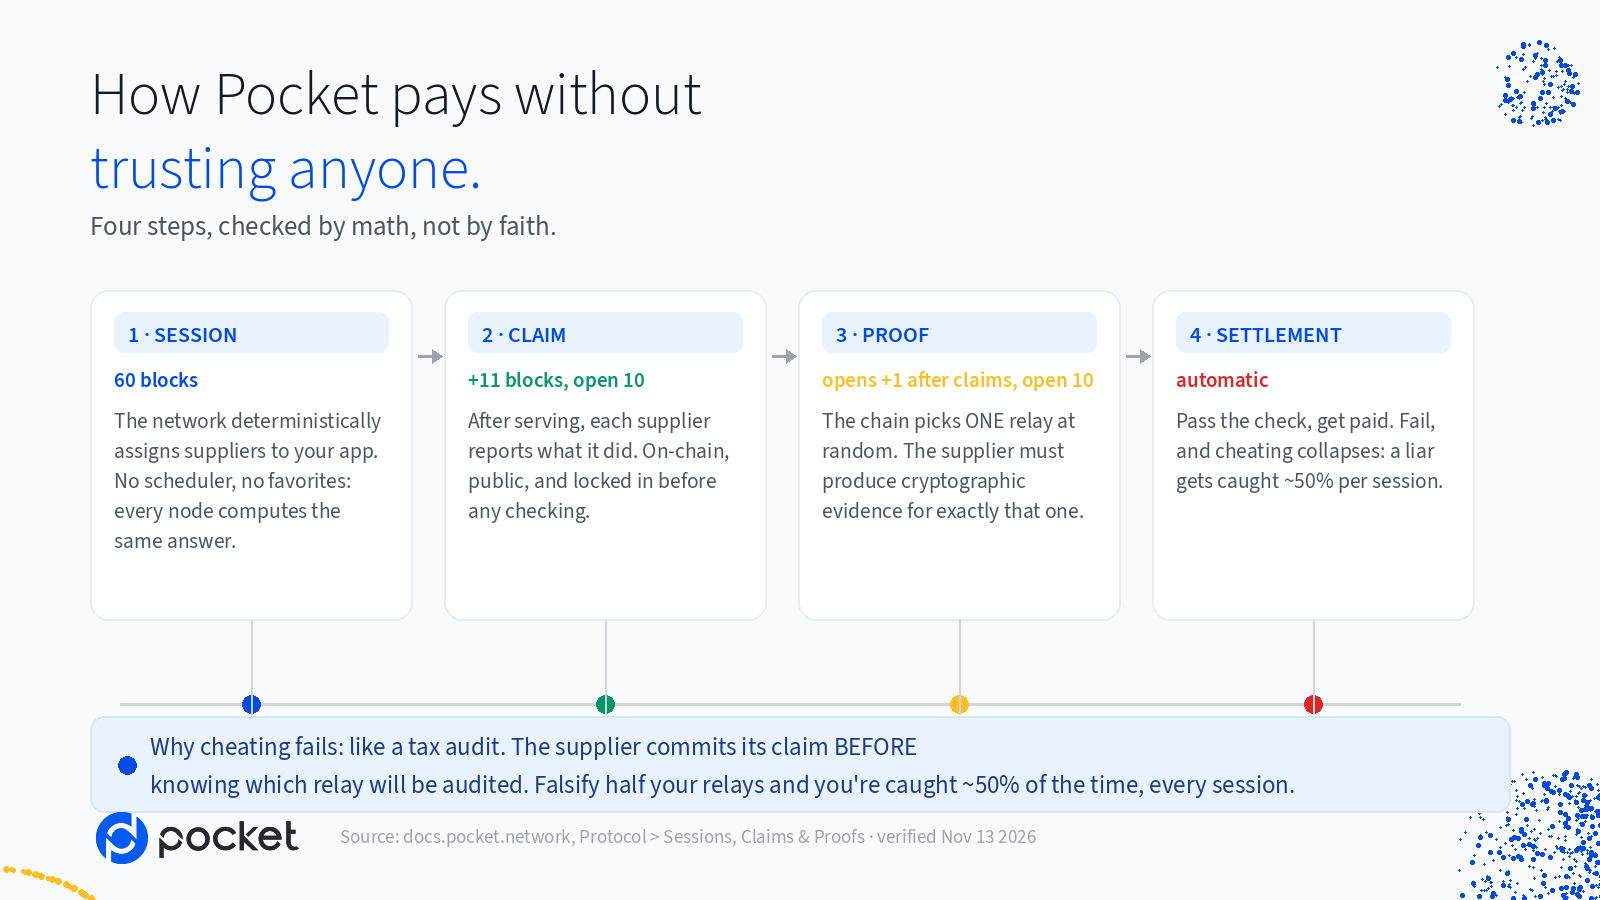 How Pocket pays without
trusting anyone.
Four steps, checked by math, not by faith.
1 · SESSION
60 blocks
The network deterministically
assigns suppliers to your app.
No scheduler, no favorites:
every node computes the
same answer.
2 · CLAIM
+11 blocks, open 10
After serving, each supplier
reports what it did. On-chain,
public, and locked in before
any checking.
3 · PROOF
opens +1 after claims, open 10
The chain picks ONE relay at
random. The supplier must
produce cryptographic
evidence for exactly that one.
4 · SETTLEMENT
automatic
Pass the check, get paid. Fail,
and cheating collapses: a liar
gets caught ~50% per session.
Why cheating fails: like a tax audit. The supplier commits its claim BEFORE
knowing which relay will be audited. Falsify half your relays and you're caught ~50% of the time, every session.
pocket
Source: docs.pocket.network, Protocol > Sessions, Claims & Proofs · verified Nov 13 2026